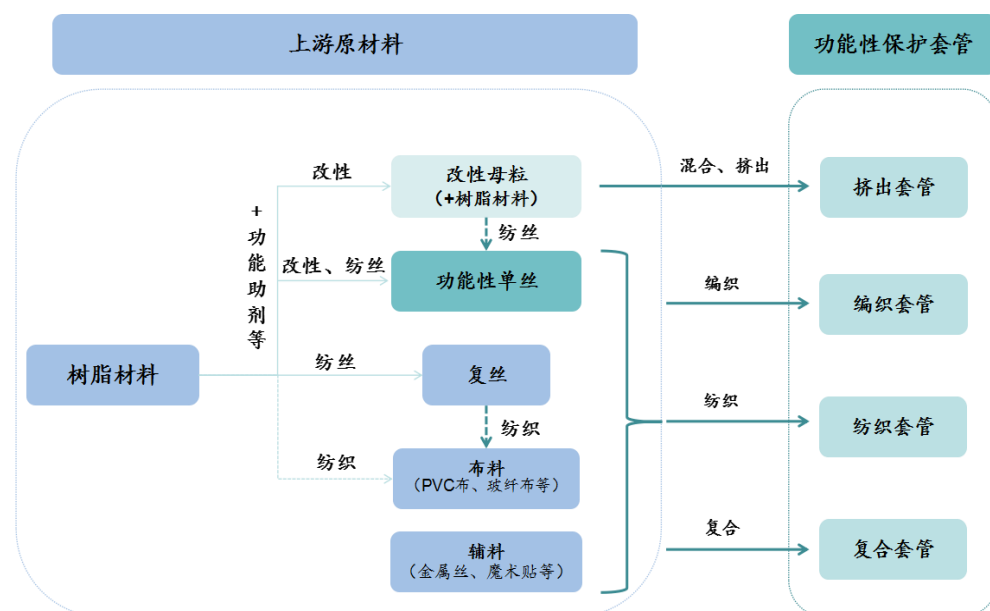 上游原材料
功能性保护套管
改性
改性母粒
（+树脂材料）
混合、挤出
挤出套管
+功能助剂等
纺丝
改性、纺丝
功能性单丝
编织
编织套管
树脂材料
纺丝
复丝
纺织
纺织套管
纺织
纺织
布料
（PVC布、玻纤布等）
复合
复合套管
辅料
（金属丝、魔术贴等）